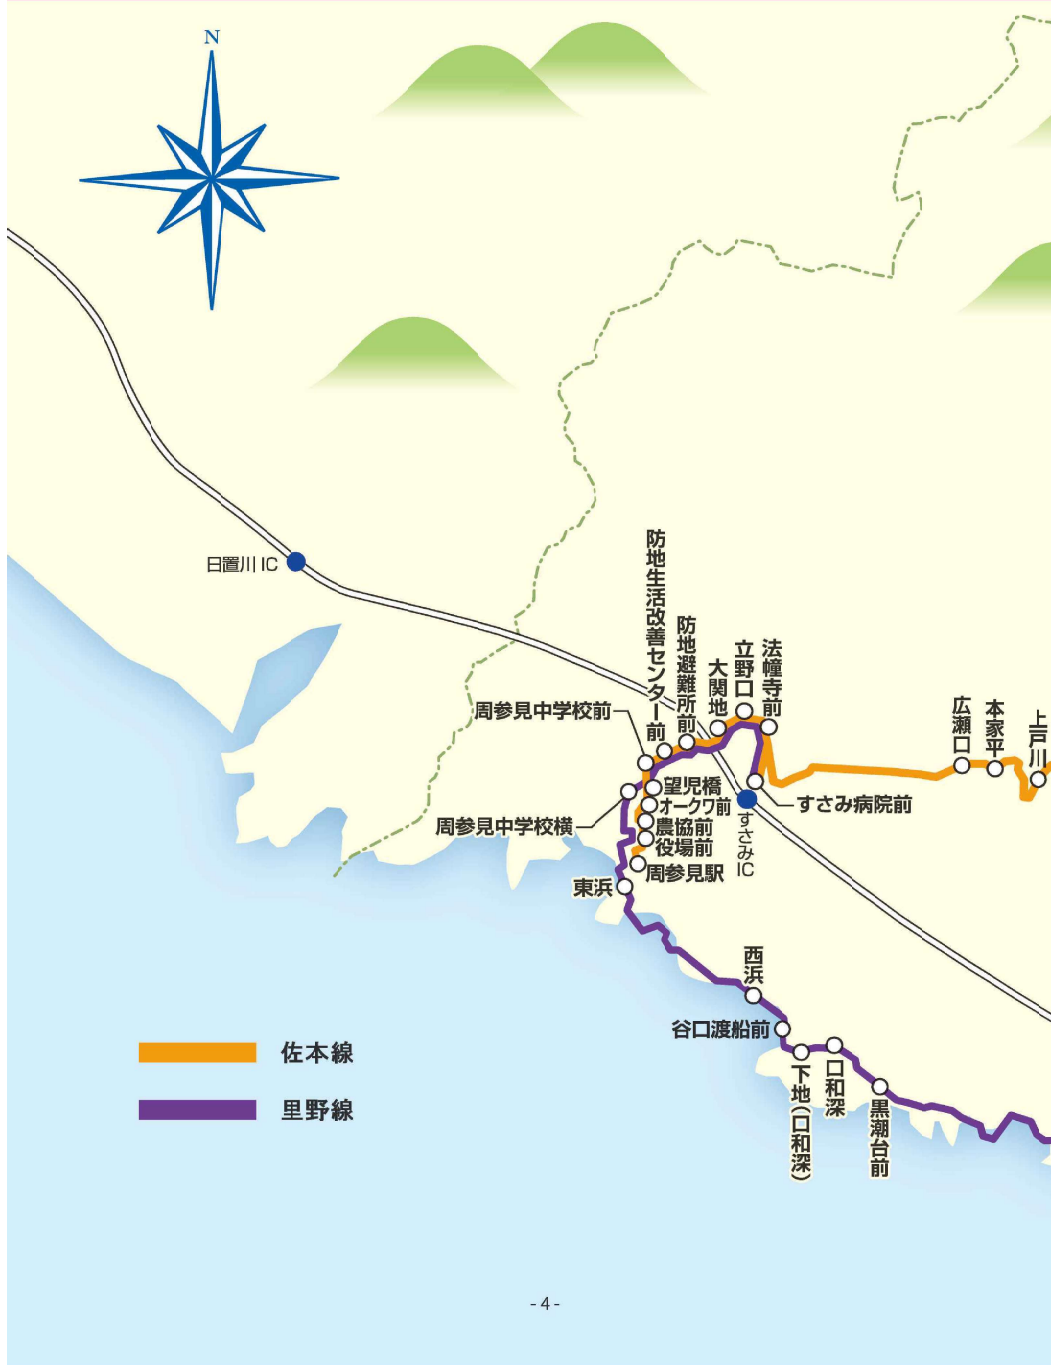 N
日置川 IC
防地生活改善センター前
防地避難所前
大関地
立野口
法幢寺前
周参見中学校前
広瀬口
本家平
上戸川
望児橋
オークワ前
すさみ病院前
周参見中学校横
農協前
役場前
すさみIC
周参見駅
東浜
西浜
谷口渡船前
下地(口和深)
口和深
黒潮台前
佐本線
里野線
- 4 -